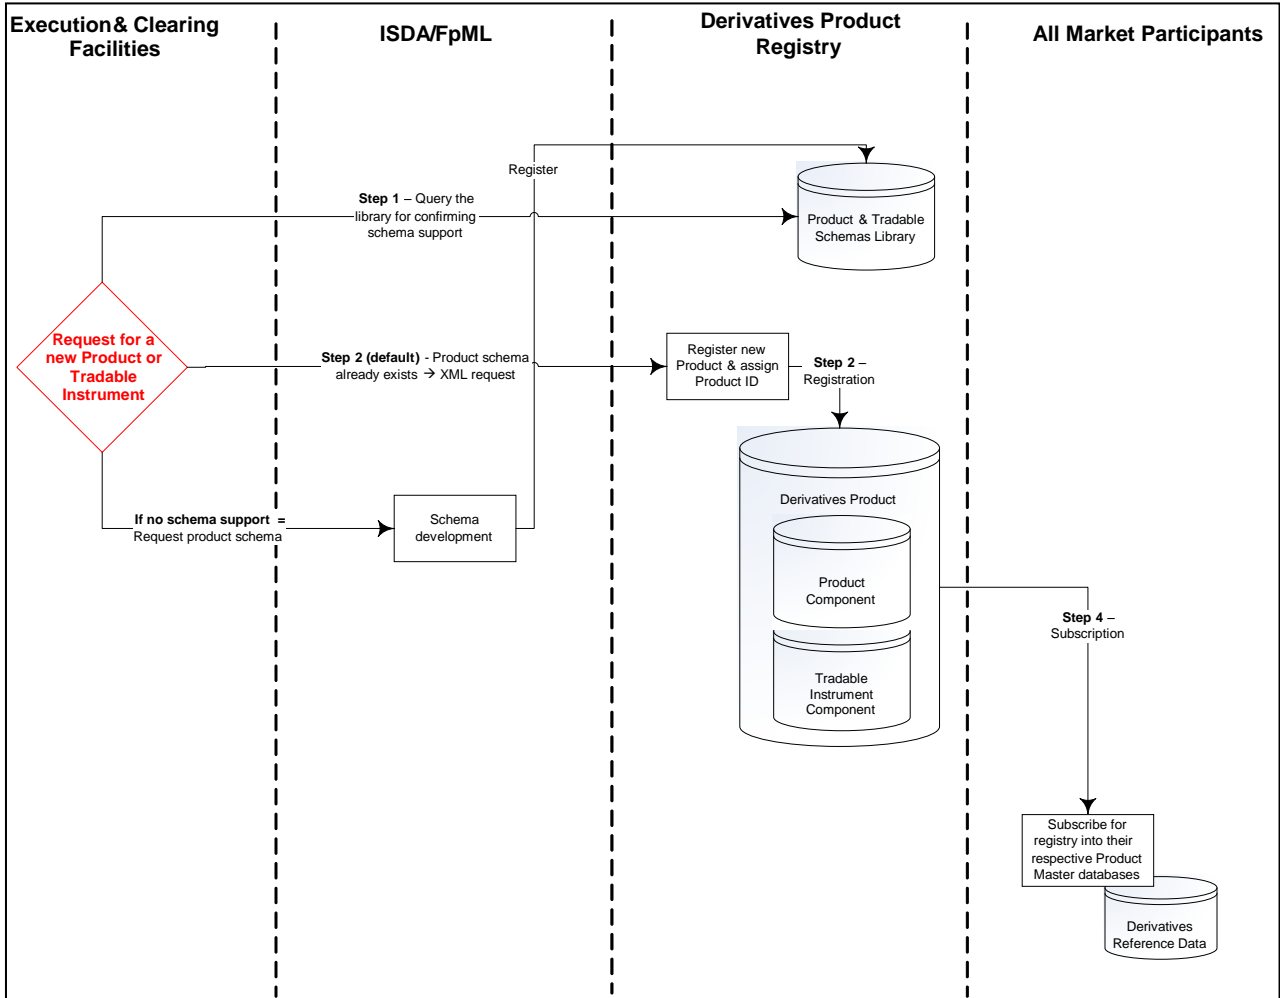 Execution& Clearing
Facilities
ISDA/FpML
Derivatives Product
Registry
All Market Participants
Register
Step 1 – Query the
library for confirming
schema support
Product & Tradable
Schemas Library
Request for a
new Product or
Tradable
Instrument
Step 2 (default) - Product schema
already exists → XML request
Register new
Product & assign
Product ID
Step 2 –
Registration
If no schema support =
Request product schema
Schema
development
Derivatives Product
Product
Component
Tradable
Instrument
Component
Step 4 –
Subscription
Subscribe for
registry into their
respective Product
Master databases
Derivatives
Reference Data